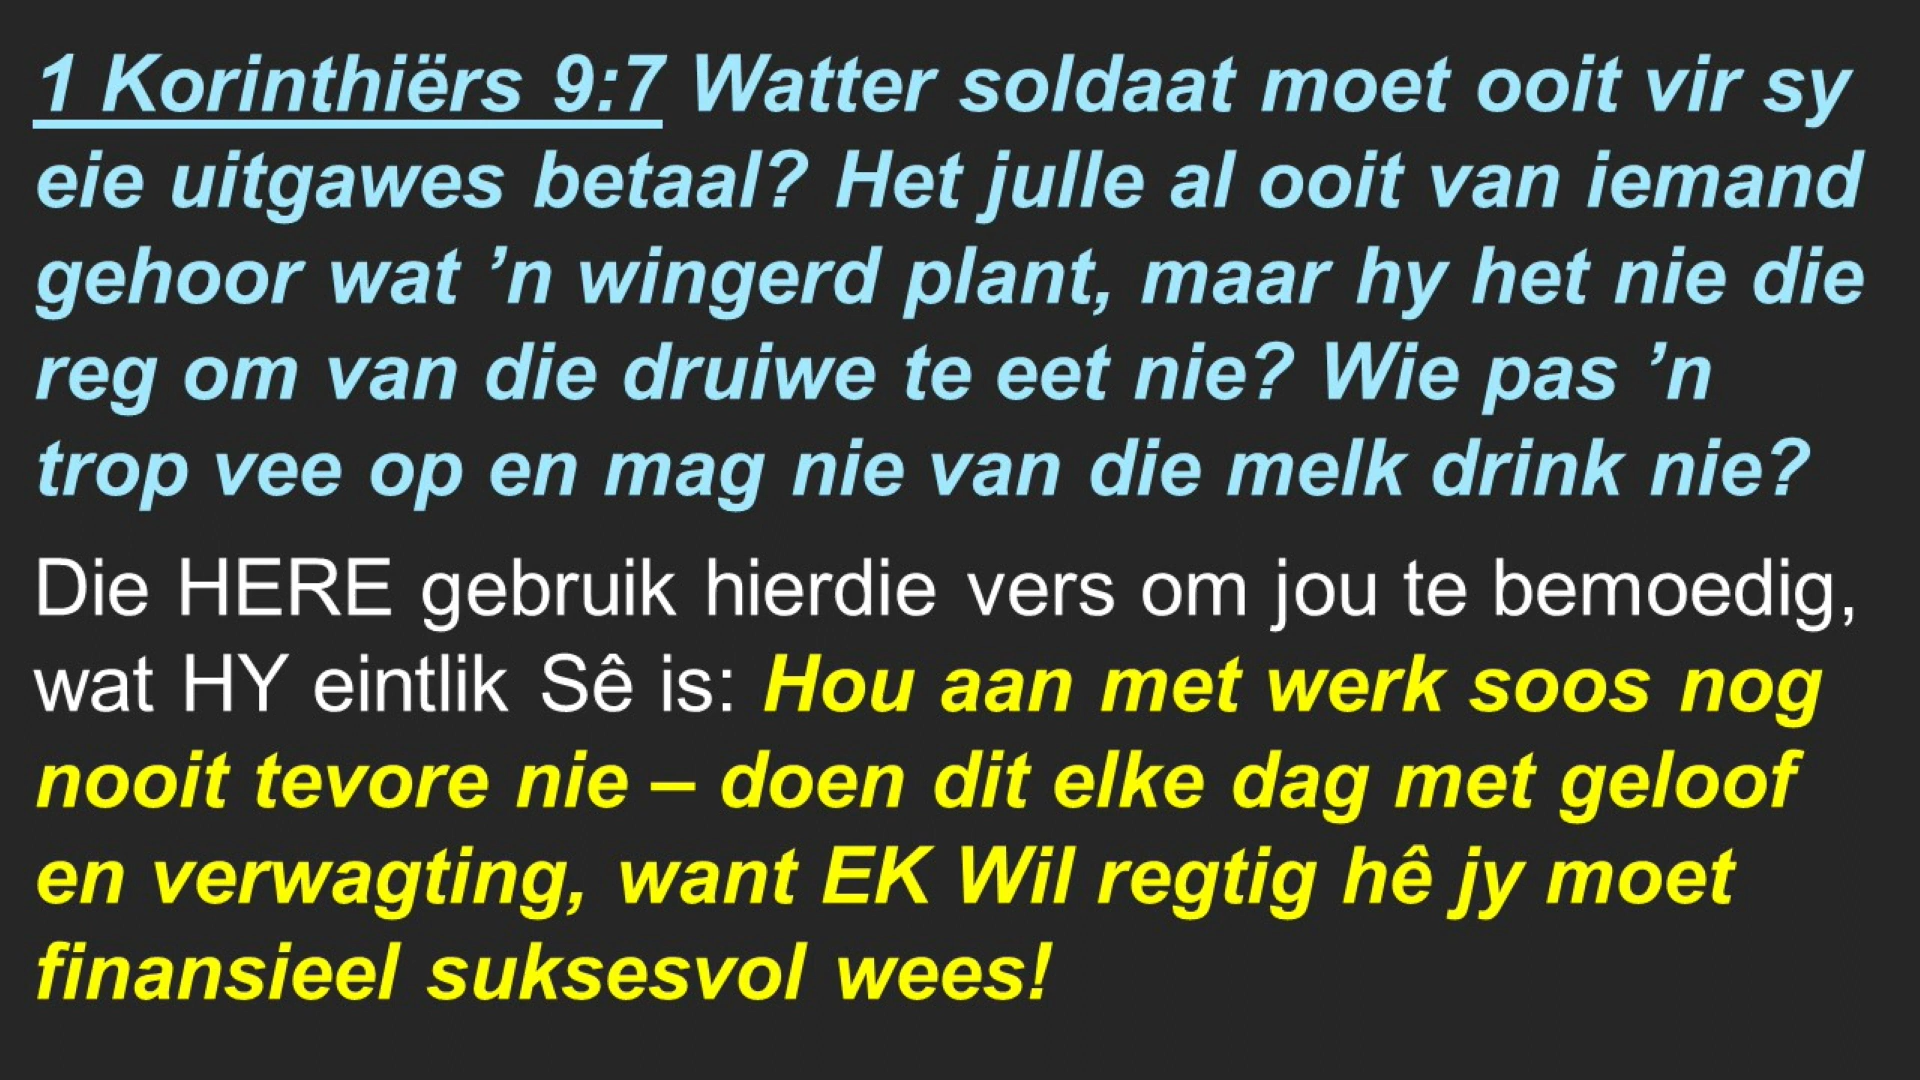 1 Korinthiërs 9:7 Watter soldaat moet ooit vir sy
eie uitgawes betaal? Het julle al ooit van iemand
gehoor wat ’n wingerd plant, maar hy het nie die
reg om van die druiwe te eet nie? Wie pas ’n
trop vee op en mag nie van die melk drink nie?
Die HERE gebruik hierdie vers om jou te bemoedig,
wat HY eintlik Sê is: Hou aan met werk soos nog
nooit tevore nie – doen dit elke dag met geloof
en verwagting, want EK Wil regtig hê jy moet
finansieel suksesvol wees!